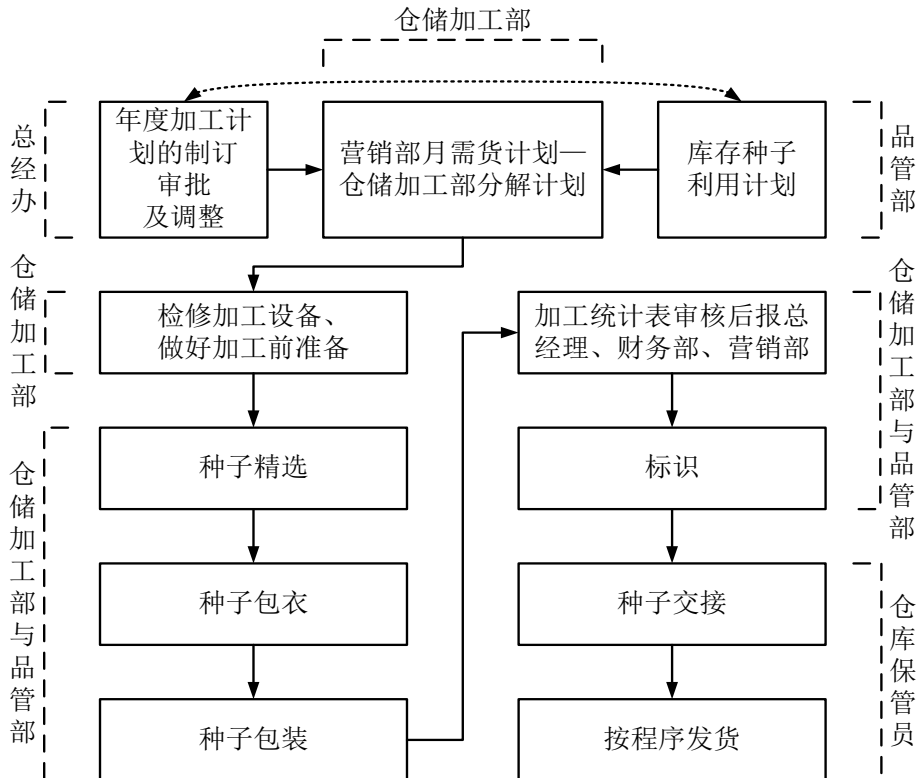 仓储加工部
总经办
年度加工计
划的制订
审批
及调整
营销部月需货计划—
仓储加工部分解计划
库存种子
利用计划
品管部
仓储加工部
检修加工设备、
做好加工前准备
加工统计表审核后报总
经理、财务部、营销部
仓储加工部与品管部
仓储加工部与品管部
种子精选
标识
种子包衣
种子交接
仓库保管员
种子包装
按程序发货